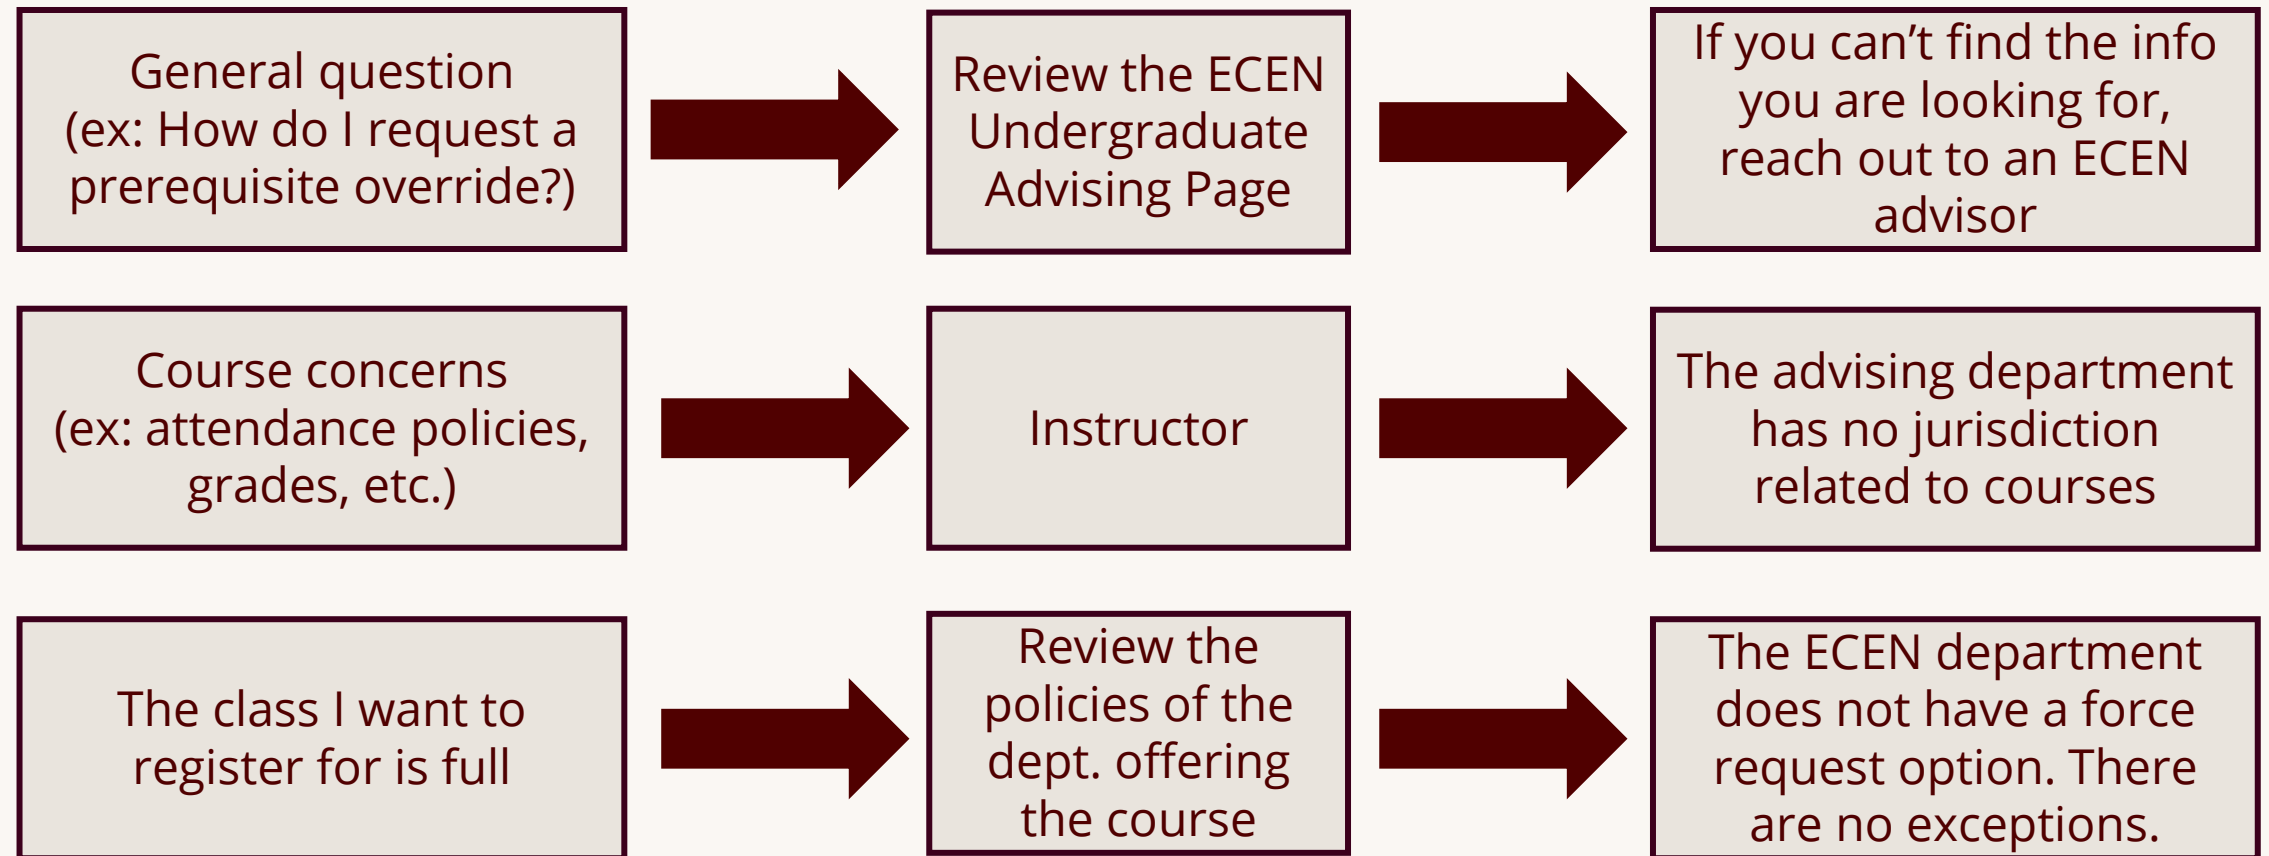 General question
(ex: How do I request a
prerequisite override?)
Review the ECEN
Undergraduate
Advising Page
If you can’t find the info
you are looking for,
reach out to an ECEN
advisor
Course concerns
(ex: attendance policies,
grades, etc.)
Instructor
The advising department
has no jurisdiction
related to courses
The class I want to
register for is full
Review the
policies of the
dept. offering
the course
The ECEN department
does not have a force
request option. There
are no exceptions.